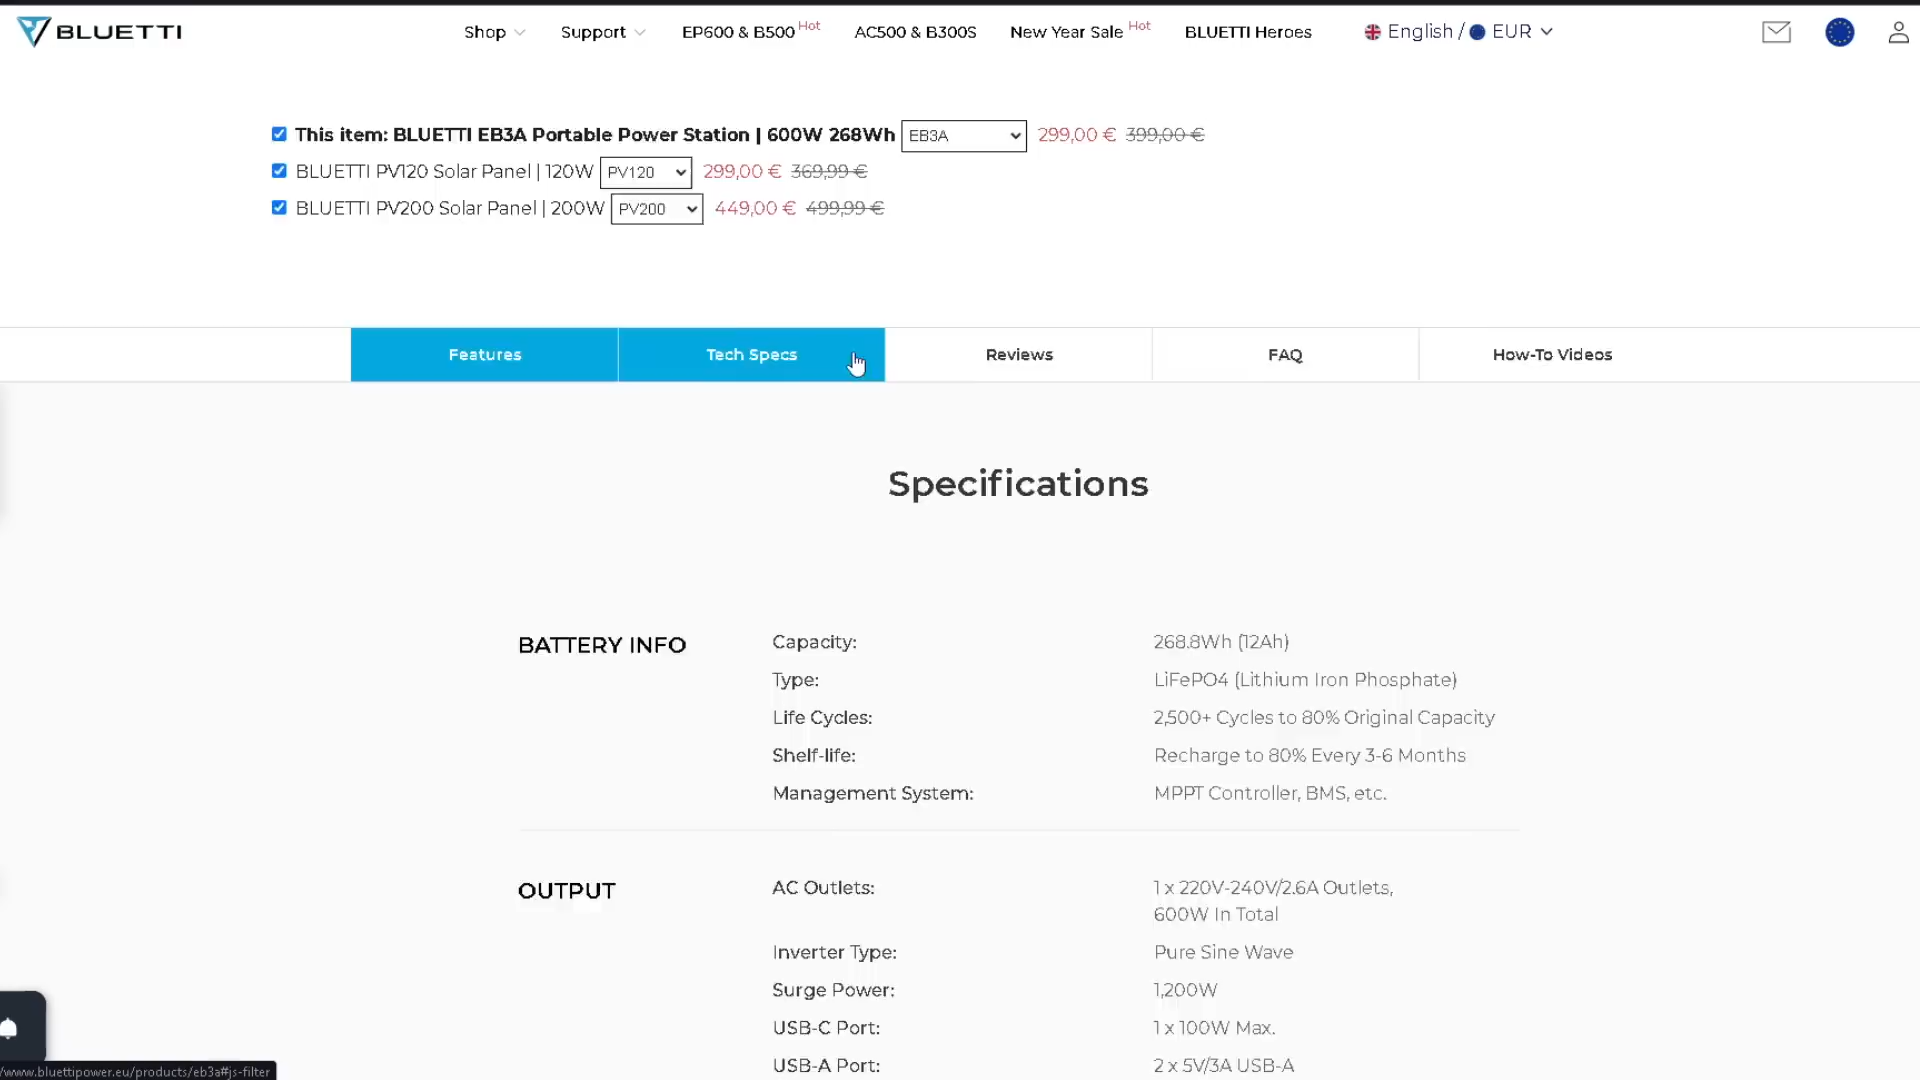 BLUETTI
Shop
Support
EP600 & B500 Hot
AC500 & B300S
New Year Sale Hot
BLUETTI Heroes
English / EUR
This item: BLUETTI EB3A Portable Power Station | 600W 268Wh EB3A 299,00 € 399,00 €
BLUETTI PV120 Solar Panel | 120W PV120 299,00 € 369,99 €
BLUETTI PV200 Solar Panel | 200W PV200 449,00 € 499,99 €
Features
Tech Specs
Reviews
FAQ
How-To Videos
Specifications
BATTERY INFO
Capacity: 268.8Wh (12Ah)
Type: LiFePO4 (Lithium Iron Phosphate)
Life Cycles: 2,500+ Cycles to 80% Original Capacity
Shelf-life: Recharge to 80% Every 3-6 Months
Management System: MPPT Controller, BMS, etc.
OUTPUT
AC Outlets: 1 x 220V-240V/2.6A Outlets,
600W In Total
Inverter Type: Pure Sine Wave
Surge Power: 1,200W
USB-C Port: 1 x 100W Max.
USB-A Port: 2 x 5V/3A USB-A
/www.bluettipower.eu/products/eb3a#js-filter